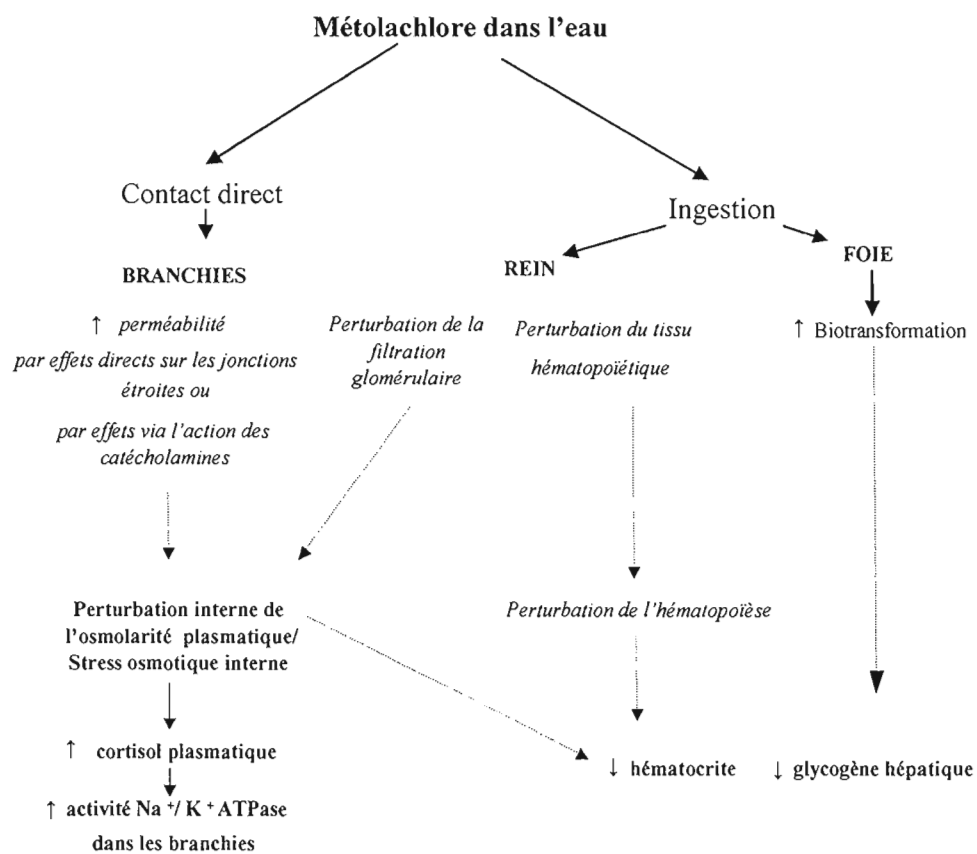 Métolachlore dans l'eau
Contact direct
Ingestion
BRANCHIES
REIN
FOIE
↑ perméabilité
par effets directs sur les jonctions
étroites ou
par effets via l'action des
catécholamines
Perturbation de la
filtration
glomérulaire
Perturbation du tissu
hématopoïétique
↑ Biotransformation
Perturbation interne de
l'osmolarité plasmatique/
Stress osmotique interne
Perturbation de l'hématopoïèse
↑ cortisol plasmatique
↓ hématocrite
↓ glycogène hépatique
↑ activité Na +/ K + ATPase
dans les branchies